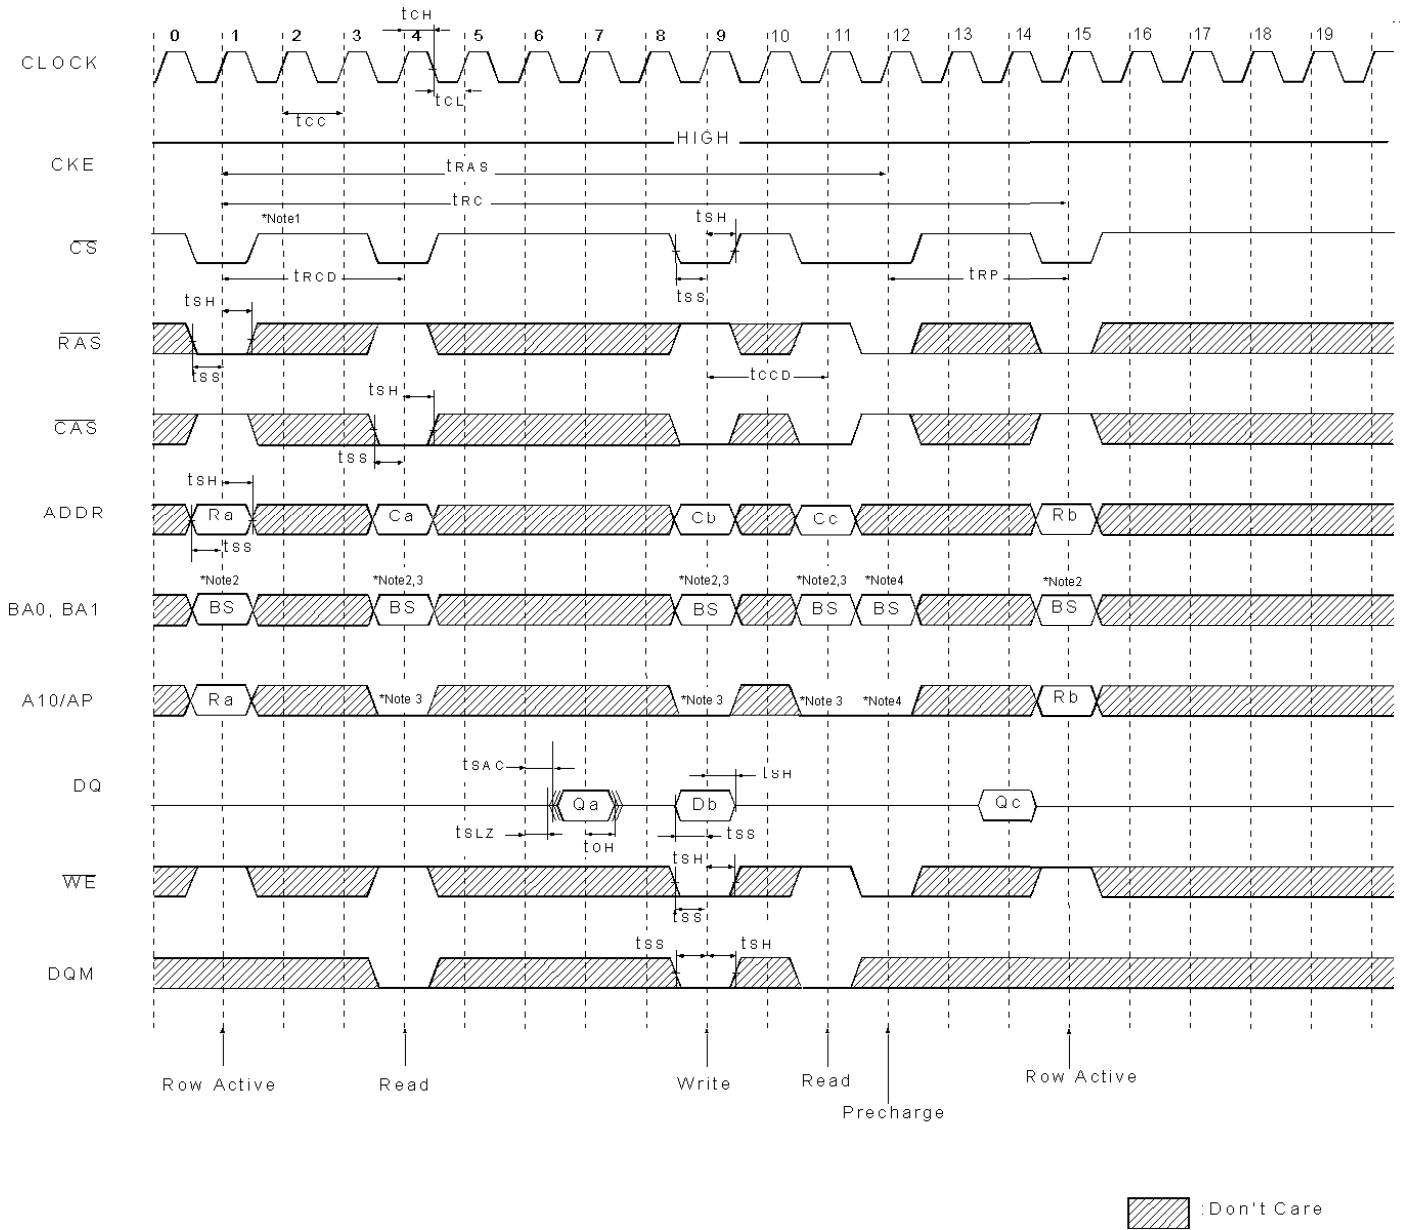 tCH
0 1 2 3 4 5 6 7 8 9 10 11 12 13 14 15 16 17 18 19
CLOCK
tCL
tCC
HIGH
CKE
tRAS
tRC
*Note1
tSH
CS
tRCD
tRP
tSS
tSH
RAS
tSS
tCCD
tSH
CAS
tSS
tSH
ADDR
Ra Ca Cb Cc Rb
tSS
*Note2 *Note2,3 *Note2,3 *Note2,3 *Note4 *Note2
BA0, BA1
BS BS BS BS BS BS
A10/AP
Ra *Note 3 *Note 3 *Note 3 *Note4 Rb
tSAC
tSH
DQ
Qa Db Qc
tSLZ
tOH
tSS
tSH
WE
tSS
tSS tSH
DQM
Row Active Read Write Read Row Active
Precharge
:Don't Care